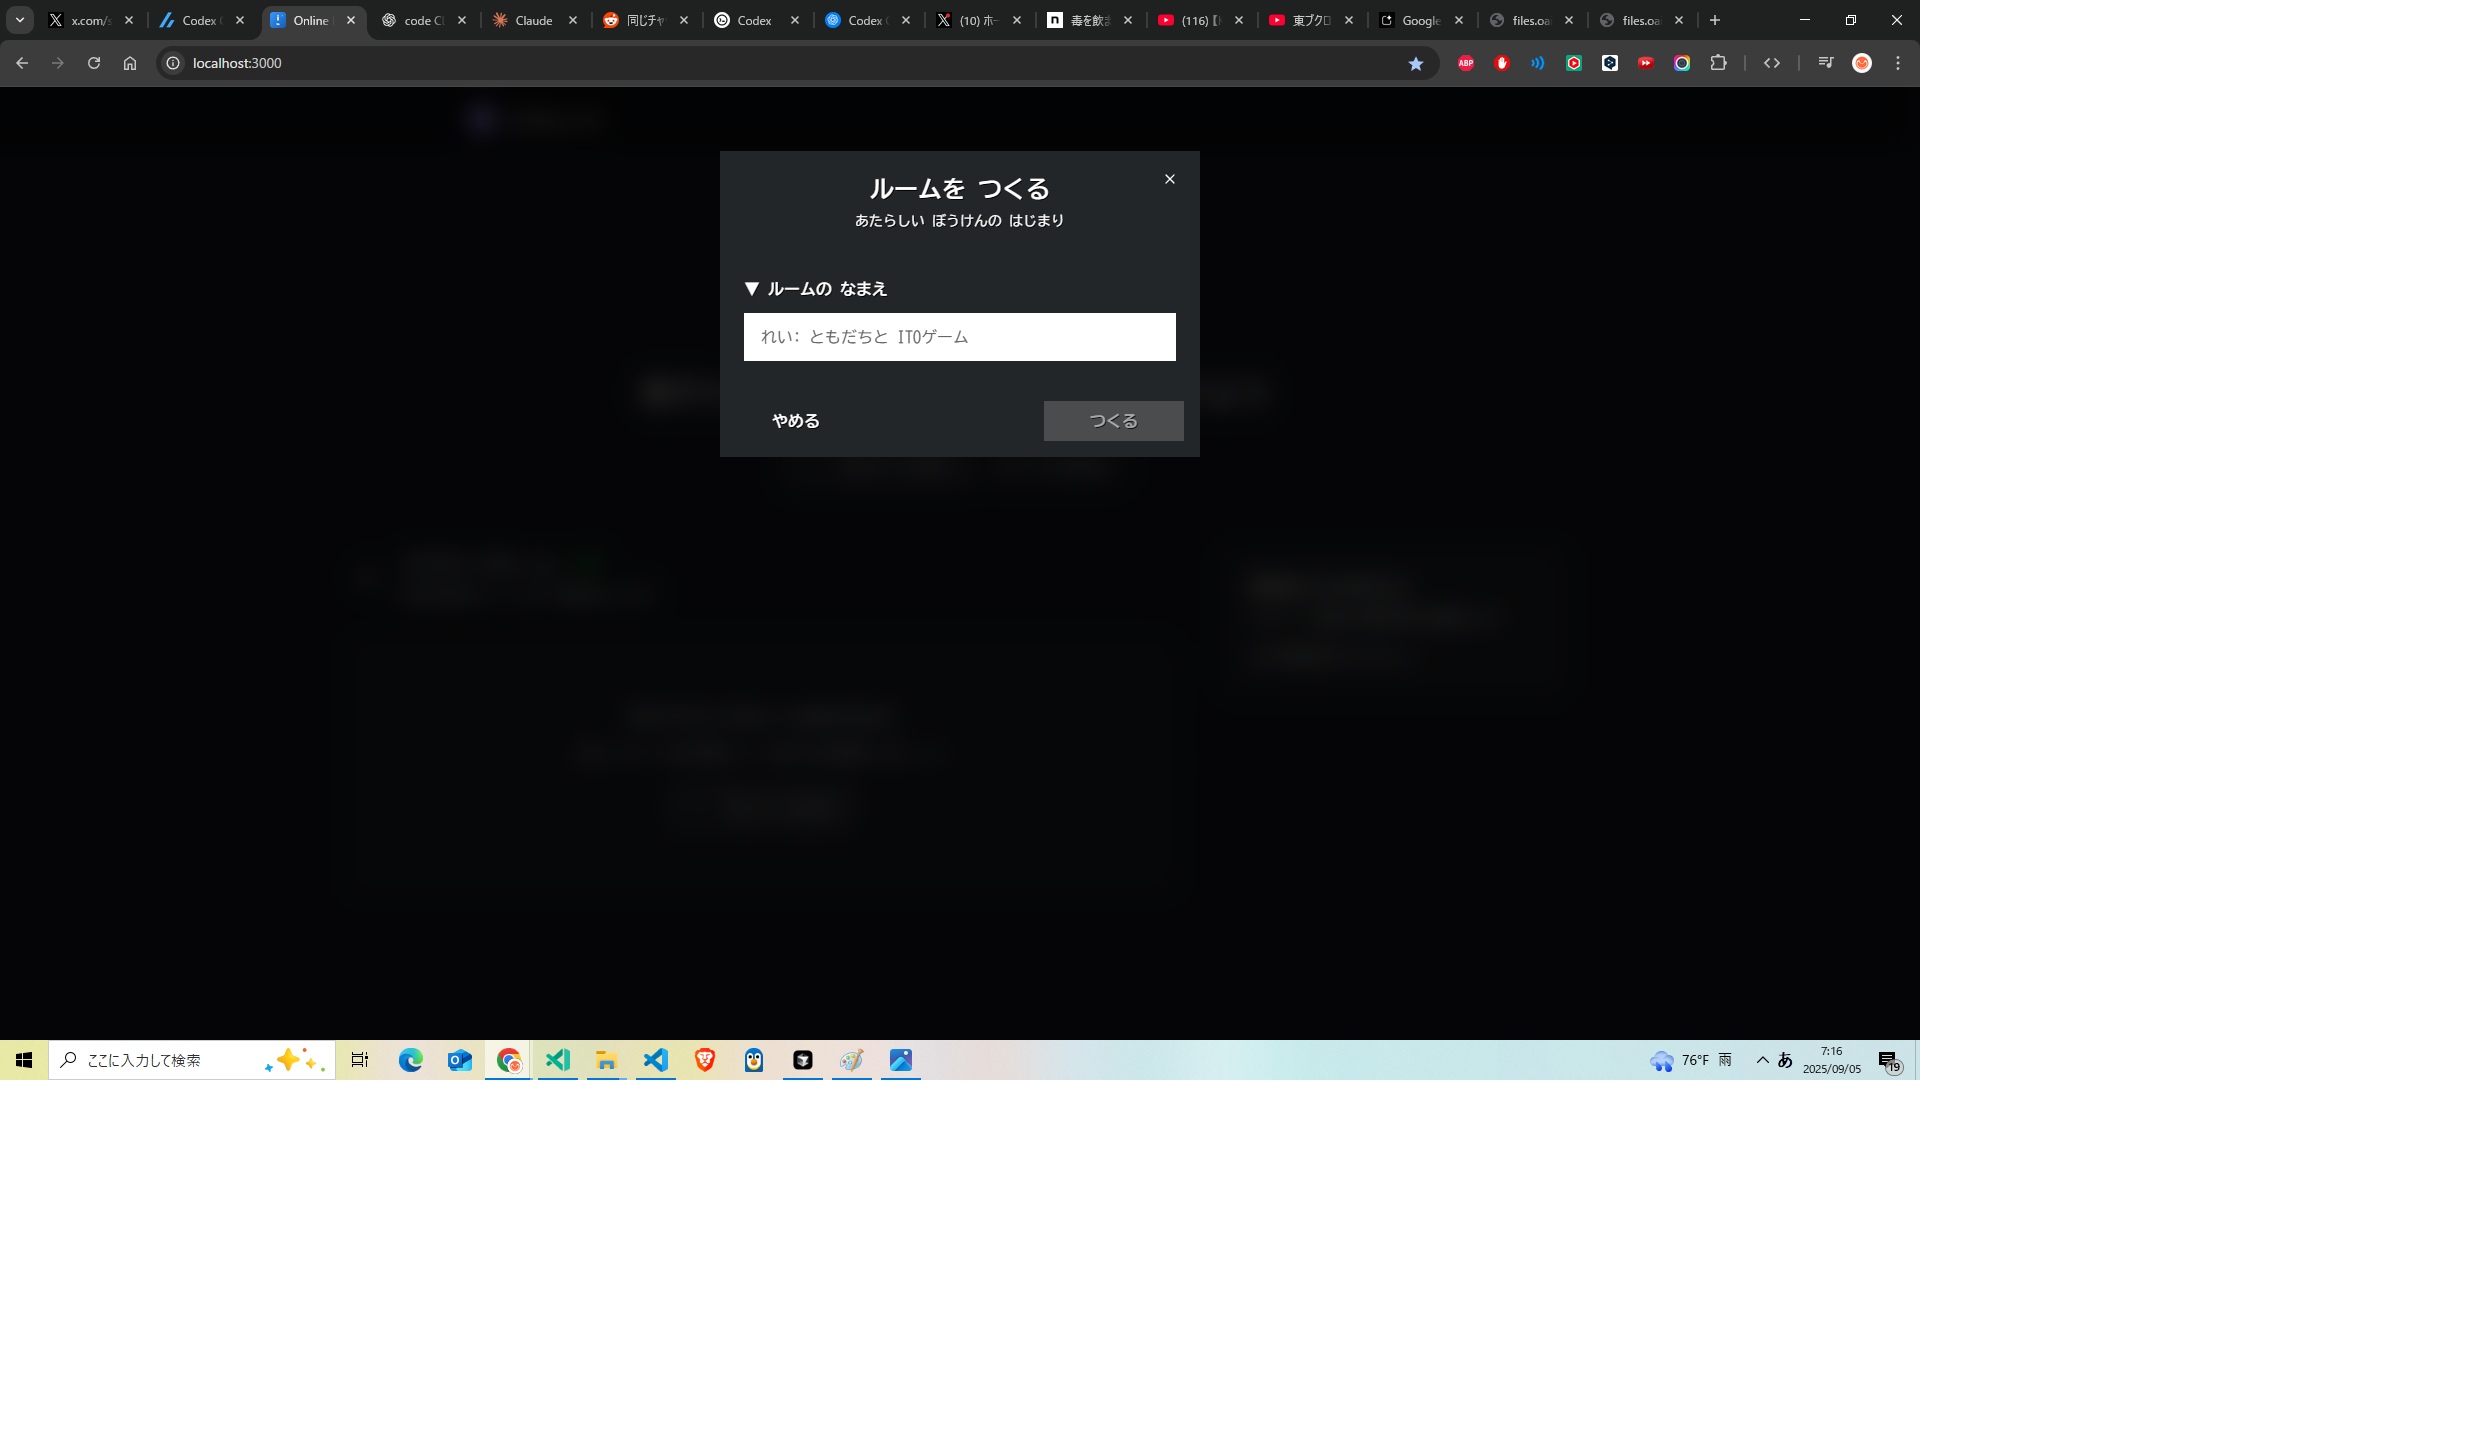 x.com/s
Codex
Online
code Cl
Claude
同じチャ
Codex
Codex
(10) ホー
毒を飲ま
(116)【
東ブクロ
Google
files.oa
files.oa
localhost:3000
ABP
ルームを つくる
あたらしい ぼうけんの はじまり
▼ ルームの なまえ
れい: ともだちと ITOゲーム
やめる
つくる
ここに入力して検索
76°F 雨
あ
7:16
2025/09/05
19